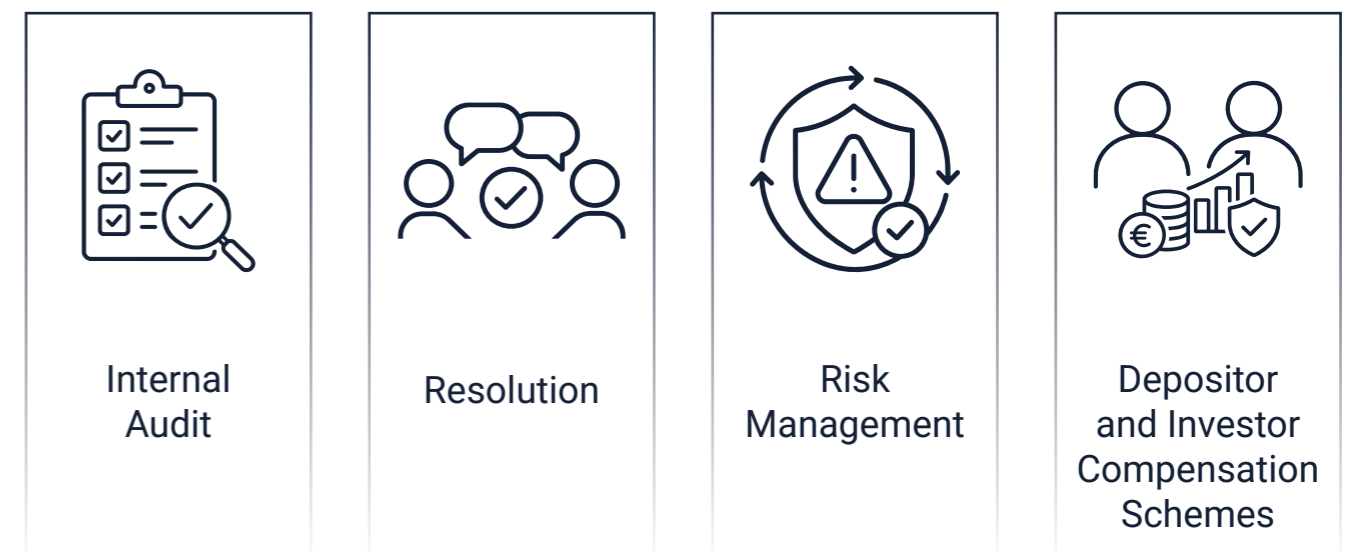 €
Internal
Audit
Resolution
Risk
Management
Depositor
and Investor
Compensation
Schemes